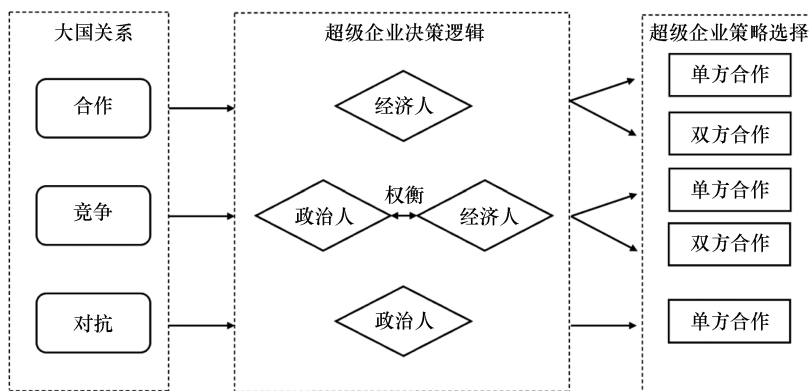 大国关系
超级企业决策逻辑
超级企业策略选择
合作
经济人
单方合作
双方合作
竞争
政治人
权衡
经济人
单方合作
双方合作
对抗
政治人
单方合作